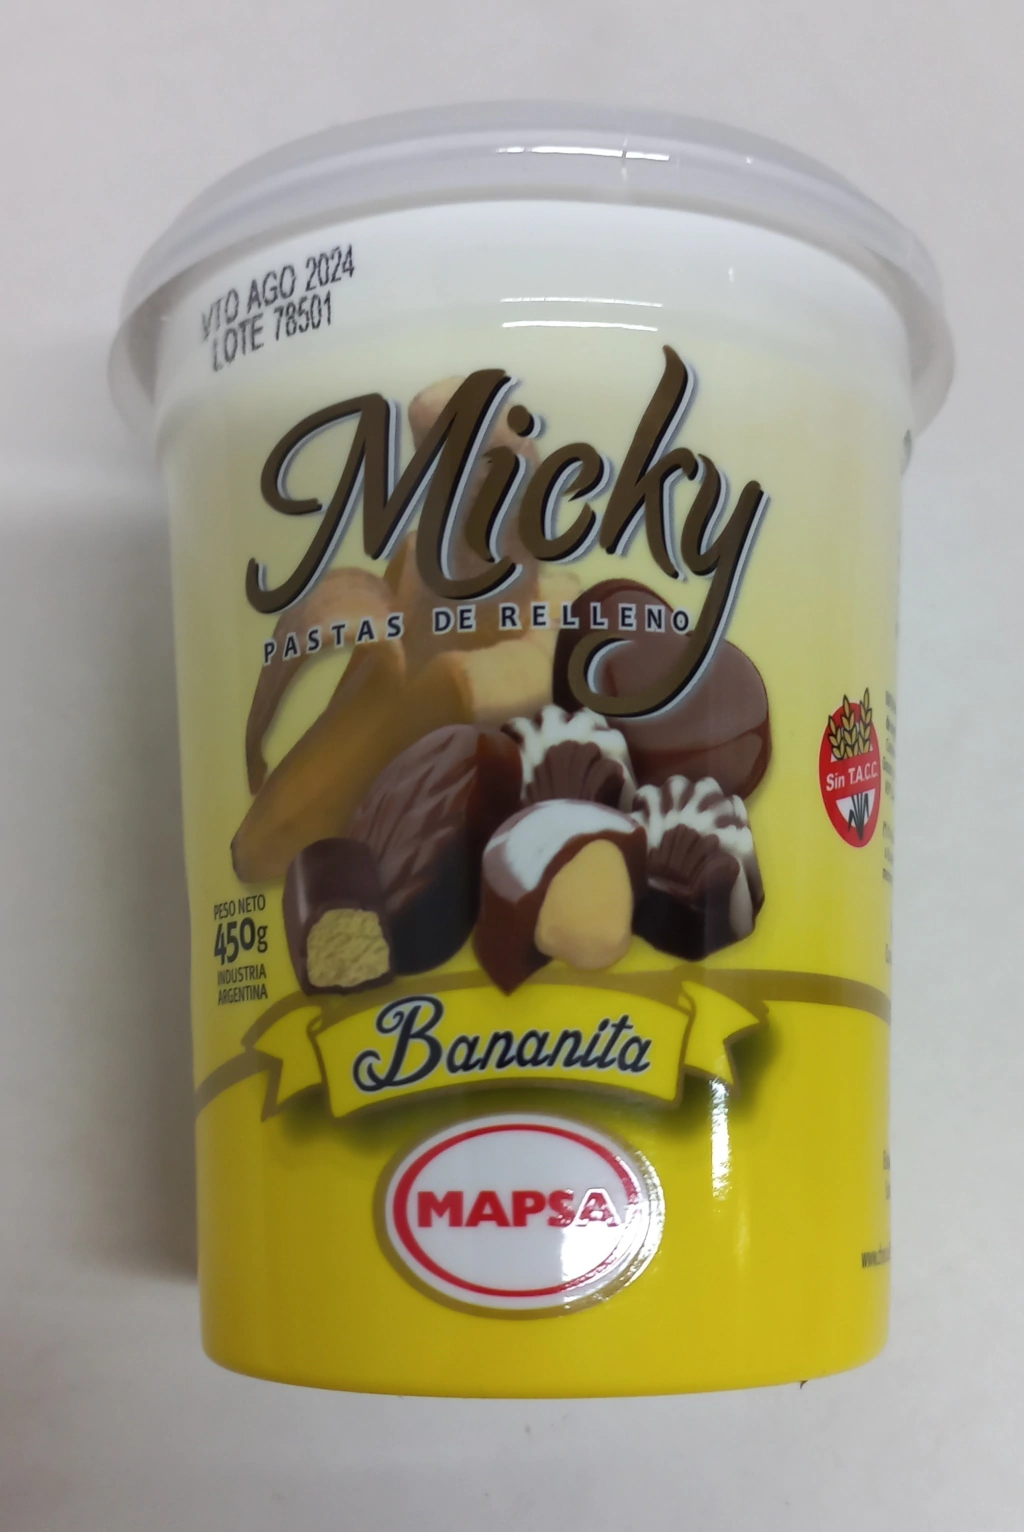 VTO AGO 2024
LOTE 78501
Micky
PASTAS DE RELLENO
Sin T.A.C.C.
PESO NETO
450g
INDUSTRIA
ARGENTINA
Bananita
MAPSA